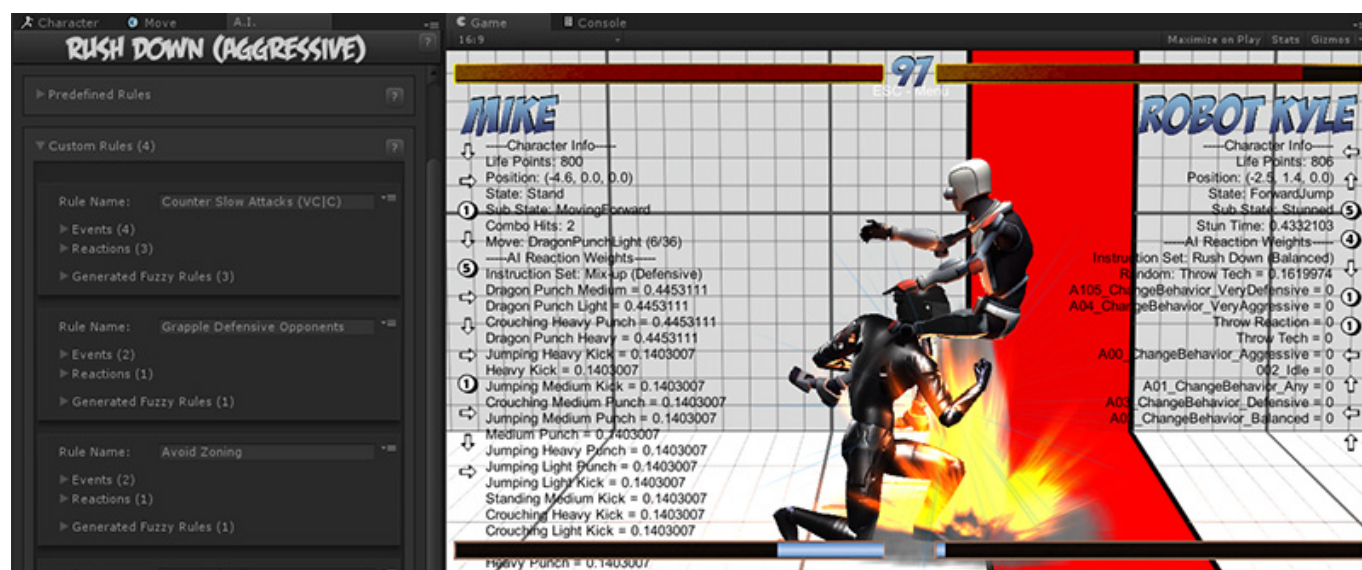 Character
Move
A.I.
RUSH DOWN (AGGRESSIVE)
?
Predefined Rules
?
Custom Rules (4)
?
Rule Name: Counter Slow Attacks (VC|C)
Events (4)
Reactions (3)
Generated Fuzzy Rules (3)
Rule Name: Grapple Defensive Opponents
Events (2)
Reactions (1)
Generated Fuzzy Rules (1)
Rule Name: Avoid Zoning
Events (2)
Reactions (1)
Generated Fuzzy Rules (1)
Game
Console
16:9
Maximize on Play Stats Gizmos
97
ESC - Menu
MIKE
----Character Info----
Life Points: 800
Position: (-4.6, 0.0, 0.0)
State: Stand
1 Sub State: MovingForward
Combo Hits: 2
Move: DragonPunchLight (6/36)
-----AI Reaction Weights-----
5 Instruction Set: Mix-up (Defensive)
Dragon Punch Medium = 0.4453111
Dragon Punch Light = 0.4453111
Crouching Heavy Punch = 0.4453111
Dragon Punch Heavy = 0.4453111
Jumping Heavy Kick = 0.1403007
Heavy Kick = 0.1403007
1 Jumping Medium Kick = 0.1403007
Crouching Medium Punch = 0.1403007
Jumping Medium Punch = 0.1403007
Medium Punch = 0.1403007
Jumping Heavy Punch = 0.1403007
Jumping Light Punch = 0.1403007
Jumping Light Kick = 0.1403007
Standing Medium Kick = 0.1403007
Crouching Heavy Kick = 0.1403007
Crouching Light Kick = 0.1403007
Heavy Punch = 0.1403007
ROBOT KYLE
----Character Info----
Life Points: 806
Position: (-2.5, 1.4, 0.0)
State: ForwardJump
Sub State: Stunned 5
Stun Time: 0.4332103
-----AI Reaction Weights----- 4
Instruction Set: Rush Down (Balanced)
Random: Throw Tech = 0.1619974
A105_ChangeBehavior_VeryDefensive = 0 1
A04_ChangeBehavior_VeryAggressive = 0
Throw Reaction = 0 1
Throw Tech = 0 1
A00_ChangeBehavior_Aggressive = 0
002_Idle = 0
A01_ChangeBehavior_Any = 0
A03_ChangeBehavior_Defensive = 0
ChangeBehavior_Balanced = 0